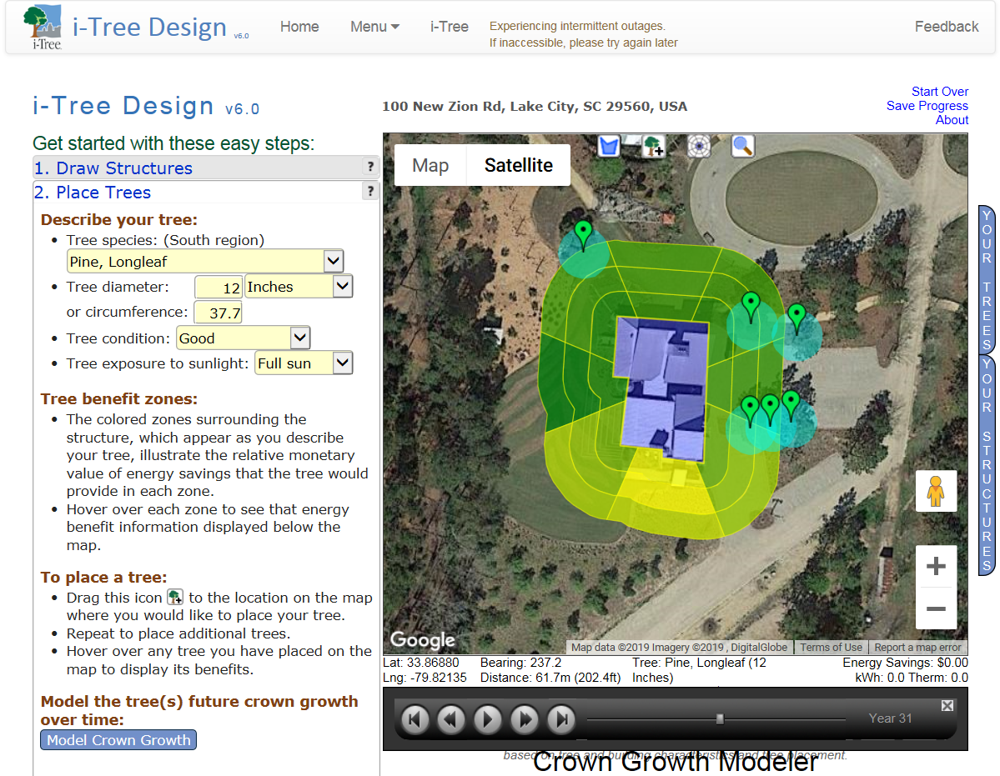 i-Tree
i-Tree Design v6.0
Home
Menu
i-Tree
Experiencing intermittent outages.
If inaccessible, please try again later
Feedback
i-Tree Design v6.0
100 New Zion Rd, Lake City, SC 29560, USA
Start Over
Save Progress
About
Get started with these easy steps:
1. Draw Structures
?
2. Place Trees
?
Describe your tree:
• Tree species: (South region)
Pine, Longleaf
• Tree diameter: 12 Inches
or circumference: 37.7
• Tree condition: Good
• Tree exposure to sunlight: Full sun
Tree benefit zones:
• The colored zones surrounding the
structure, which appear as you describe
your tree, illustrate the relative monetary
value of energy savings that the tree would
provide in each zone.
• Hover over each zone to see that energy
benefit information displayed below the
map.
To place a tree:
• Drag this icon to the location on the map
where you would like to place your tree.
• Repeat to place additional trees.
• Hover over any tree you have placed on the
map to display its benefits.
Model the tree(s) future crown growth
over time:
Model Crown Growth
Map
Satellite
Google
Map data ©2019 Imagery ©2019 , DigitalGlobe
Terms of Use
Report a map error
Lat: 33.86880 Bearing: 237.2 Tree: Pine, Longleaf (12 Energy Savings: $0.00
Lng: -79.82135 Distance: 61.7m (202.4ft) Inches) kWh: 0.0 Therm: 0.0
Year 31
based on tree and building characteristics and tree placement.
Crown Growth Modeler
YOUR TREES
YOUR STRUCTURES